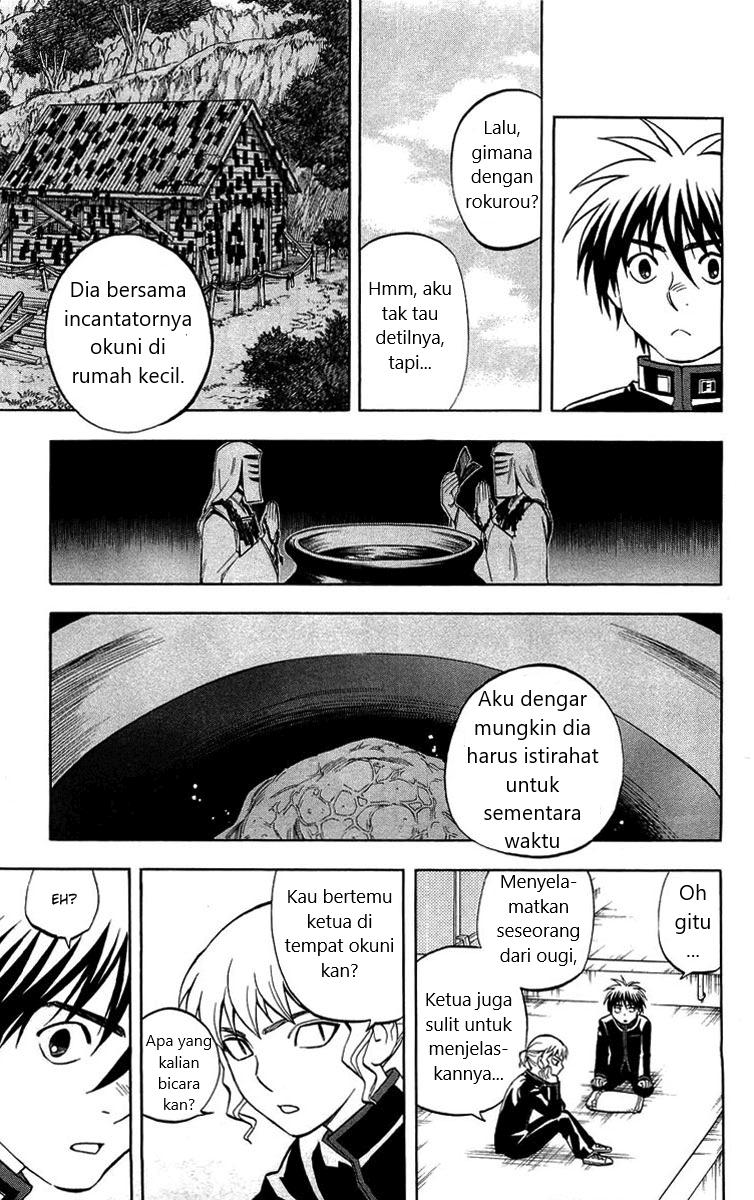 Lalu,
gimana
dengan
rokurou?
Hmm, aku
tak tau
detilnya,
tapi...
Dia bersama
incantatornya
okuni di
rumah kecil.
Aku dengar
mungkin dia
harus istirahat
untuk
sementara
waktu
Oh
gitu
...
Menyela-
matkan
seseorang
dari ougi,
Ketua juga
sulit untuk
menjelas-
kannya...
Kau bertemu
ketua di
tempat okuni
kan?
Apa yang
kalian
bicara
kan?
EH?